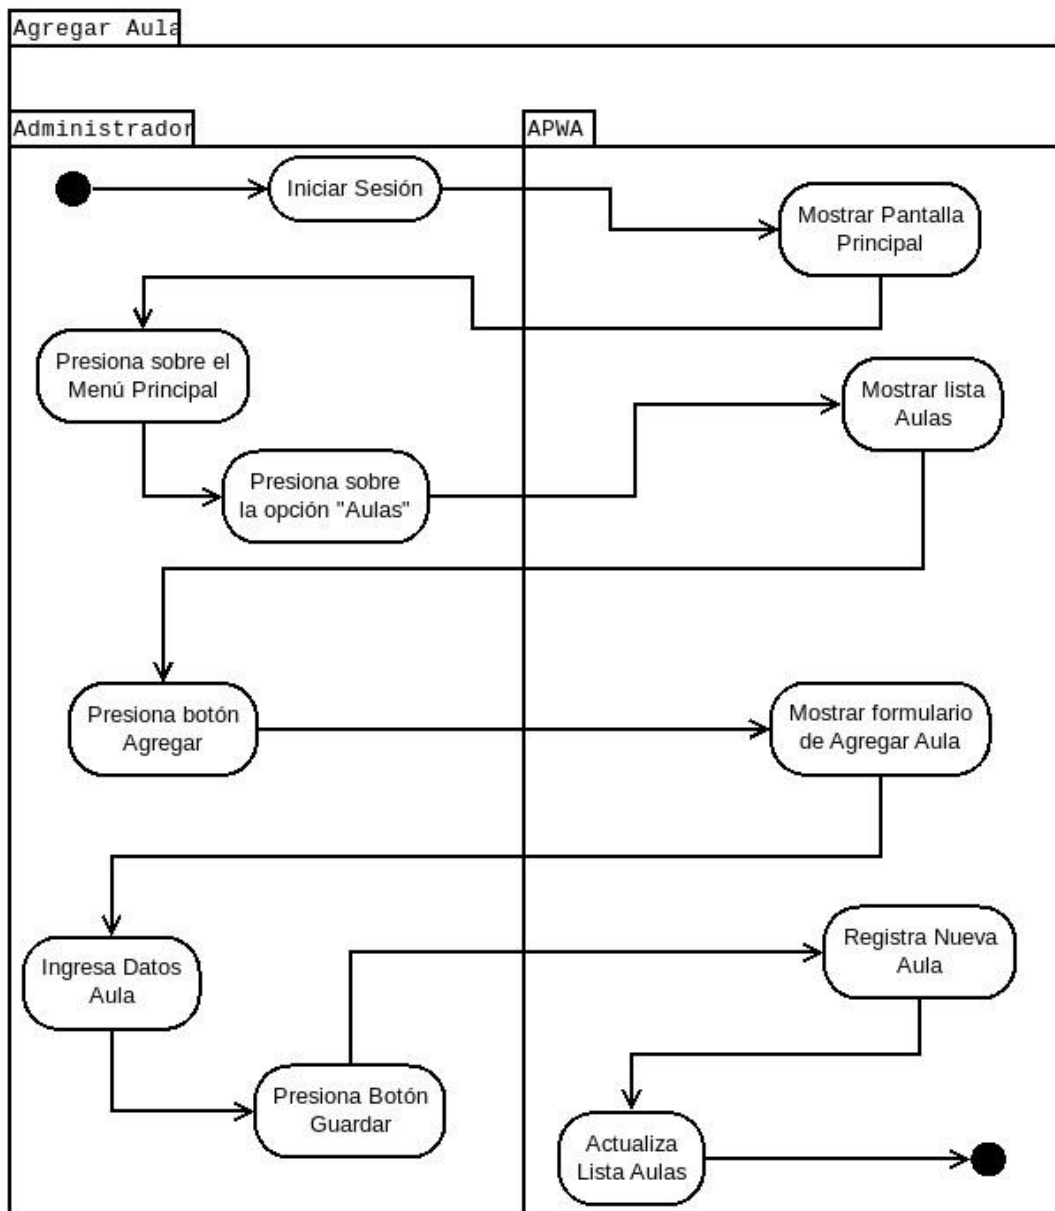 Agregar Aula
Administrador
APWA
Iniciar Sesión
Mostrar Pantalla
Principal
Presiona sobre el
Menú Principal
Mostrar lista
Aulas
Presiona sobre
la opción "Aulas"
Presiona botón
Agregar
Mostrar formulario
de Agregar Aula
Ingresa Datos
Aula
Registra Nueva
Aula
Presiona Botón
Guardar
Actualiza
Lista Aulas